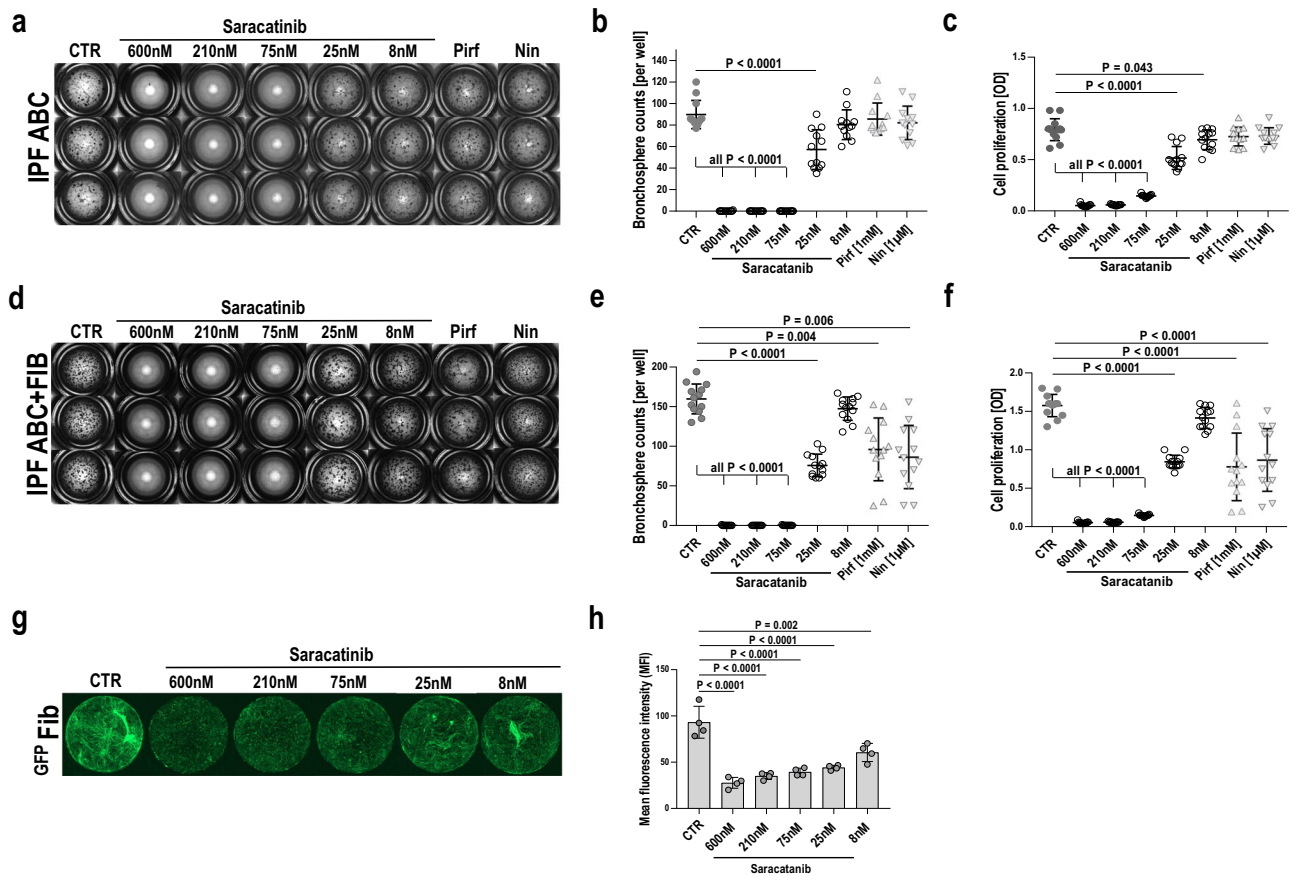 a
Saracatinib
CTR 600nM 210nM 75nM 25nM 8nM Pirf Nin
IPF ABC
b
Bronchosphere counts [per well]
140
120
100
80
60
40
20
0
P < 0.0001
all P < 0.0001
CTR 600nM 210nM 75nM 25nM 8nM Pirf [1mM] Nin [1µM]
Saracatanib
c
Cell proliferation [OD]
1.5
1.0
0.5
0.0
P = 0.043
P < 0.0001
all P < 0.0001
CTR 600nM 210nM 75nM 25nM 8nM Pirf [1mM] Nin [1µM]
Saracatanib
d
Saracatinib
CTR 600nM 210nM 75nM 25nM 8nM Pirf Nin
IPF ABC+FIB
e
Bronchosphere counts [per well]
200
150
100
50
0
P = 0.006
P = 0.004
P < 0.0001
all P < 0.0001
CTR 600nM 210nM 75nM 25nM 8nM Pirf [1mM] Nin [1µM]
Saracatanib
f
Cell proliferation [OD]
2.0
1.5
1.0
0.5
0.0
P < 0.0001
P < 0.0001
P < 0.0001
all P < 0.0001
CTR 600nM 210nM 75nM 25nM 8nM Pirf [1mM] Nin [1µM]
Saracatanib
g
Saracatinib
CTR 600nM 210nM 75nM 25nM 8nM
GFP Fib
h
Mean fluorescence intensity (MFI)
150
100
50
0
P = 0.002
P < 0.0001
P < 0.0001
P < 0.0001
P < 0.0001
CTR 600nM 210nM 75nM 25nM 8nM
Saracatanib